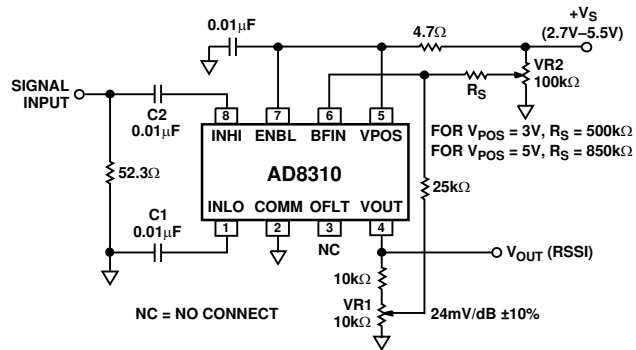 0.01μF
4.7Ω
+VS
(2.7V–5.5V)
SIGNAL
INPUT
C2
0.01μF
RS
VR2
100kΩ
8
7
6
5
INHI
ENBL
BFIN
VPOS
FOR VPOS = 3V, RS = 500kΩ
FOR VPOS = 5V, RS = 850kΩ
52.3Ω
AD8310
25kΩ
C1
0.01μF
INLO
COMM
OFLT
VOUT
1
2
3
4
NC
VOUT (RSSI)
10kΩ
VR1
10kΩ
24mV/dB ±10%
NC = NO CONNECT